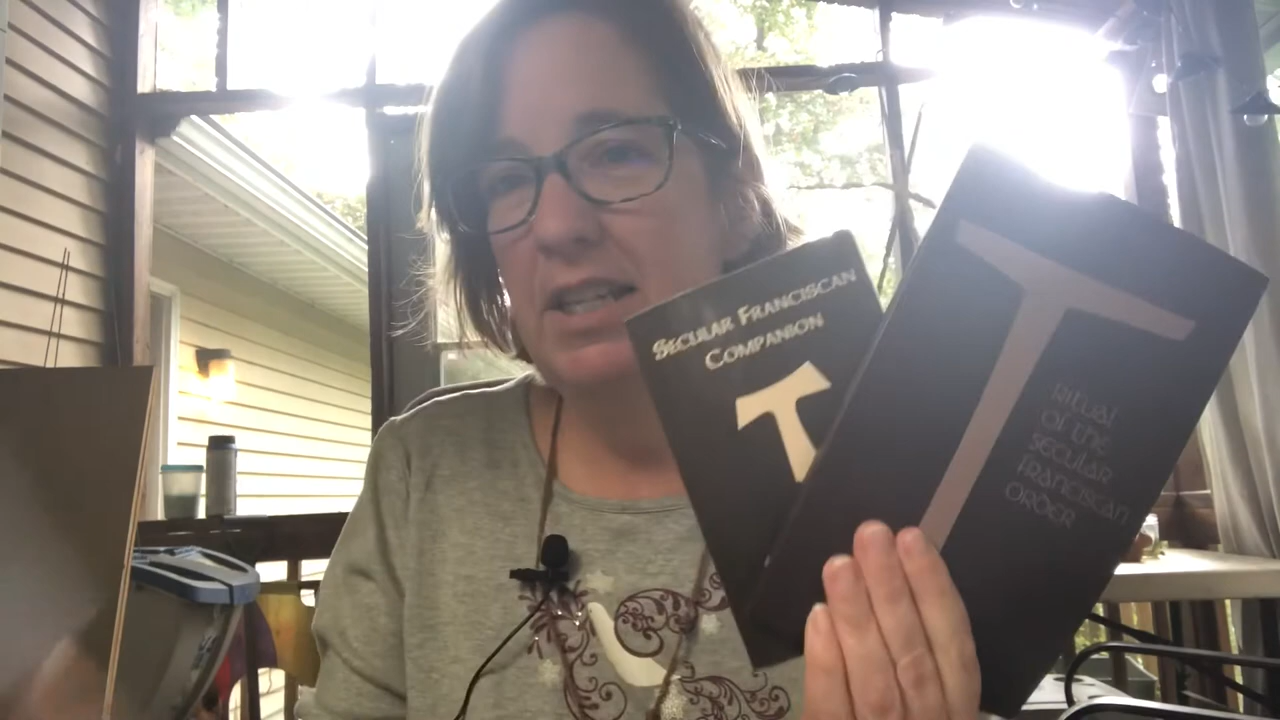 SECULAR FRANCISCAN
COMPANION
RITUAL
OF THE
SECULAR
FRANCISCAN
ORDER